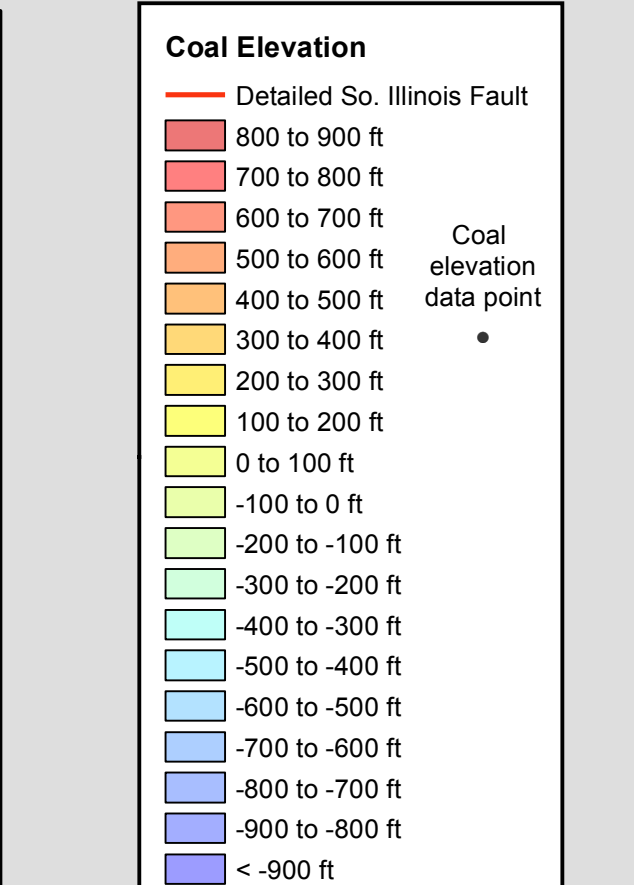 Coal Elevation
Detailed So. Illinois Fault
800 to 900 ft
700 to 800 ft
600 to 700 ft
500 to 600 ft
400 to 500 ft
300 to 400 ft
200 to 300 ft
100 to 200 ft
0 to 100 ft
-100 to 0 ft
-200 to -100 ft
-300 to -200 ft
-400 to -300 ft
-500 to -400 ft
-600 to -500 ft
-700 to -600 ft
-800 to -700 ft
-900 to -800 ft
< -900 ft
Coal
elevation
data point